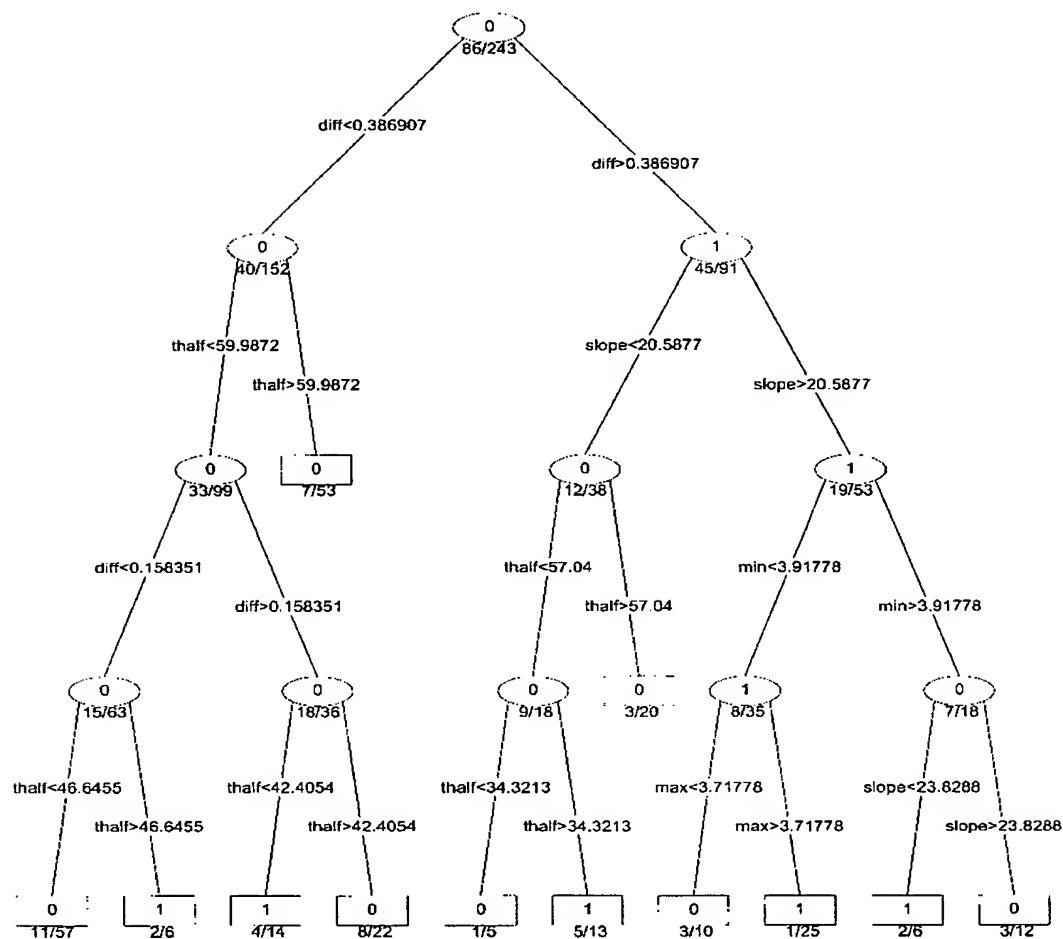 0
86/243
diff<0.386907
diff>0.386907
0
40/152
1
45/91
thalf<59.9872
thalf>59.9872
slope<20.5877
slope>20.5877
0
33/99
0
7/53
0
12/38
1
19/53
diff<0.158351
diff>0.158351
thalf<57.04
thalf>57.04
min<3.91778
min>3.91778
0
15/63
0
18/36
0
9/18
0
3/20
1
8/35
0
7/18
thalf<46.6455
thalf>46.6455
thalf<42.4054
thalf>42.4054
thalf<34.3213
thalf>34.3213
max<3.71778
max>3.71778
slope<23.8288
slope>23.8288
0
11/57
1
2/6
1
4/14
0
8/22
0
1/5
1
5/13
0
3/10
1
1/25
1
2/6
0
3/12